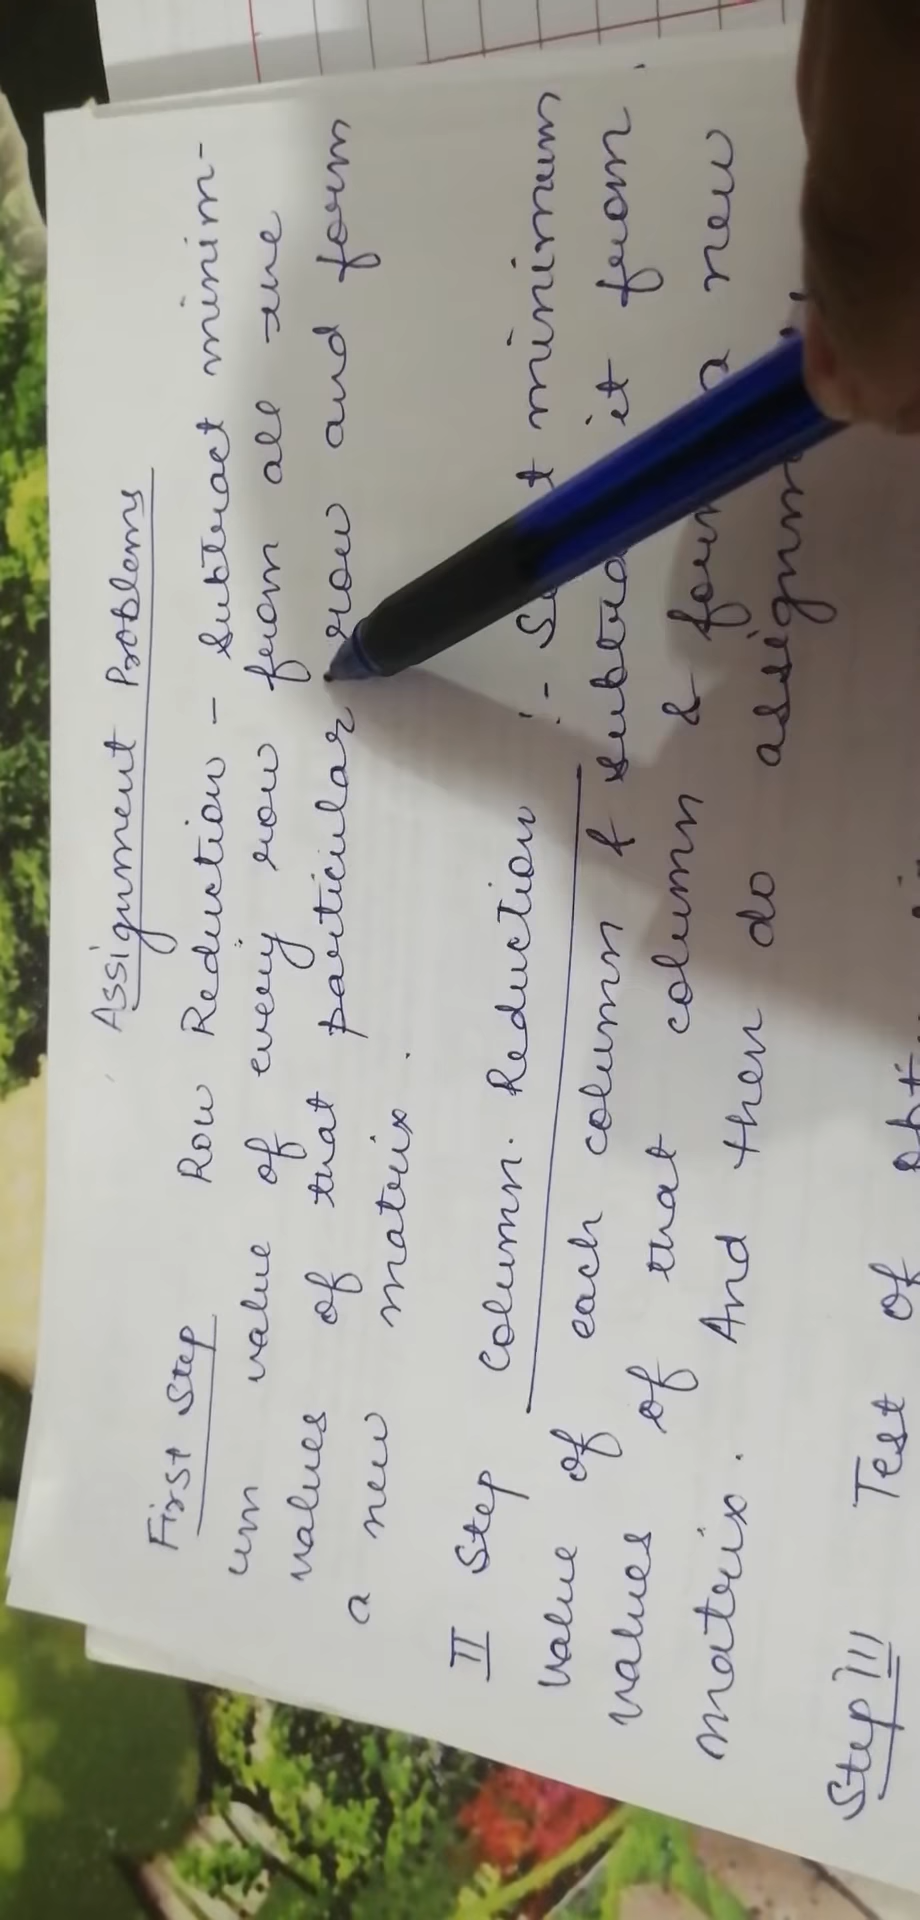 Assignment Problems
First Step Row Reduction - Subtract minim-
um value of every row from all the
values of that particular row and form
a new matrix.
II Step Column. Reduction :- minimum
value of each column & it from
values of that column & a new
matrix. And then do
Step III Test of